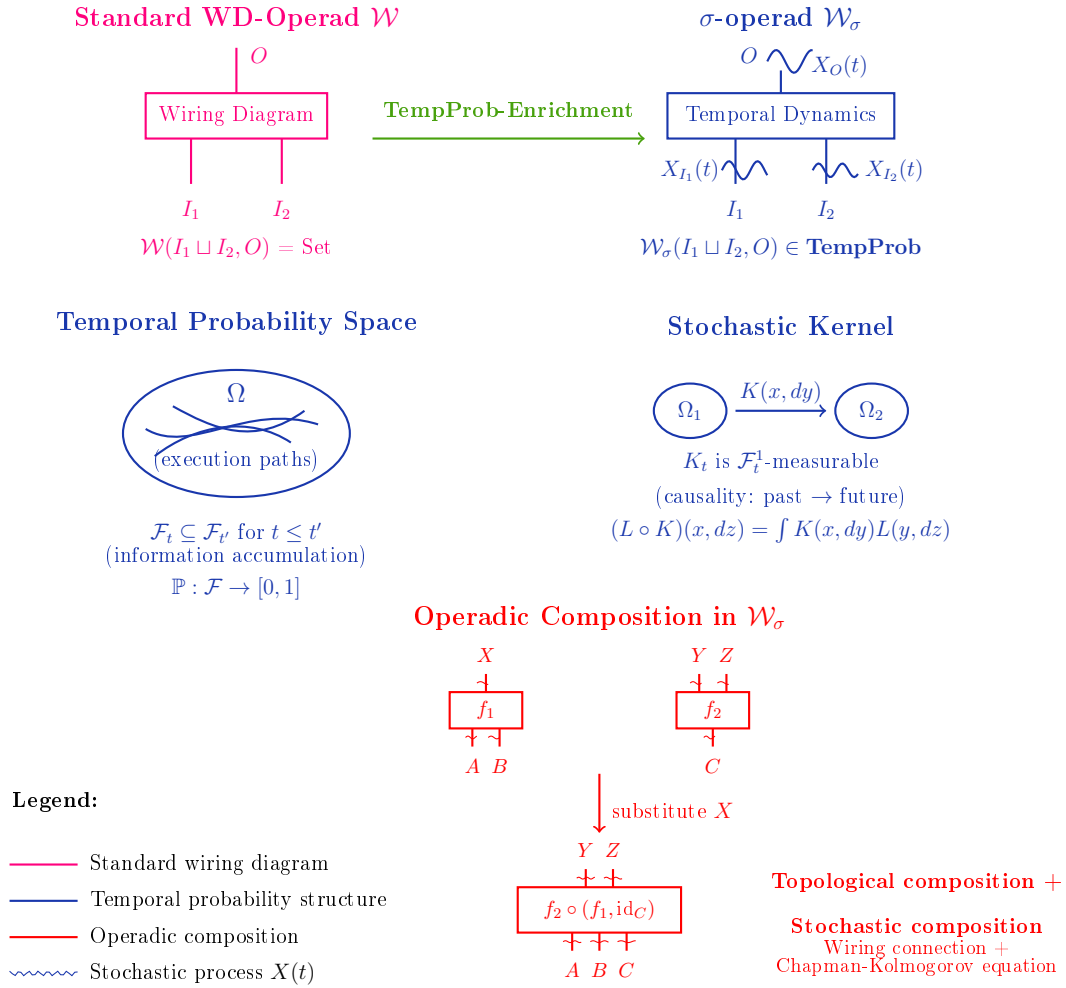 Standard WD-Operad 𝒲
σ-operad 𝒲_σ
O
O
X_O(t)
Wiring Diagram
TempProb-Enrichment
Temporal Dynamics
X_{I_1}(t)
X_{I_2}(t)
I_1
I_2
I_1
I_2
𝒲(I_1 ⊔ I_2, O) = Set
𝒲_σ(I_1 ⊔ I_2, O) ∈ TempProb
Temporal Probability Space
Stochastic Kernel
Ω
(execution paths)
Ω_1
K(x, dy)
Ω_2
K_t is ℱ_t^1-measurable
(causality: past → future)
(L ∘ K)(x, dz) = ∫ K(x, dy)L(y, dz)
ℱ_t ⊆ ℱ_{t′} for t ≤ t′
(information accumulation)
ℙ : ℱ → [0, 1]
Operadic Composition in 𝒲_σ
X
Y Z
f_1
f_2
A B
C
substitute X
Y Z
f_2 ∘ (f_1, id_C)
A B C
Legend:
Standard wiring diagram
Temporal probability structure
Operadic composition
Stochastic process X(t)
Topological composition +
Stochastic composition
Wiring connection +
Chapman-Kolmogorov equation